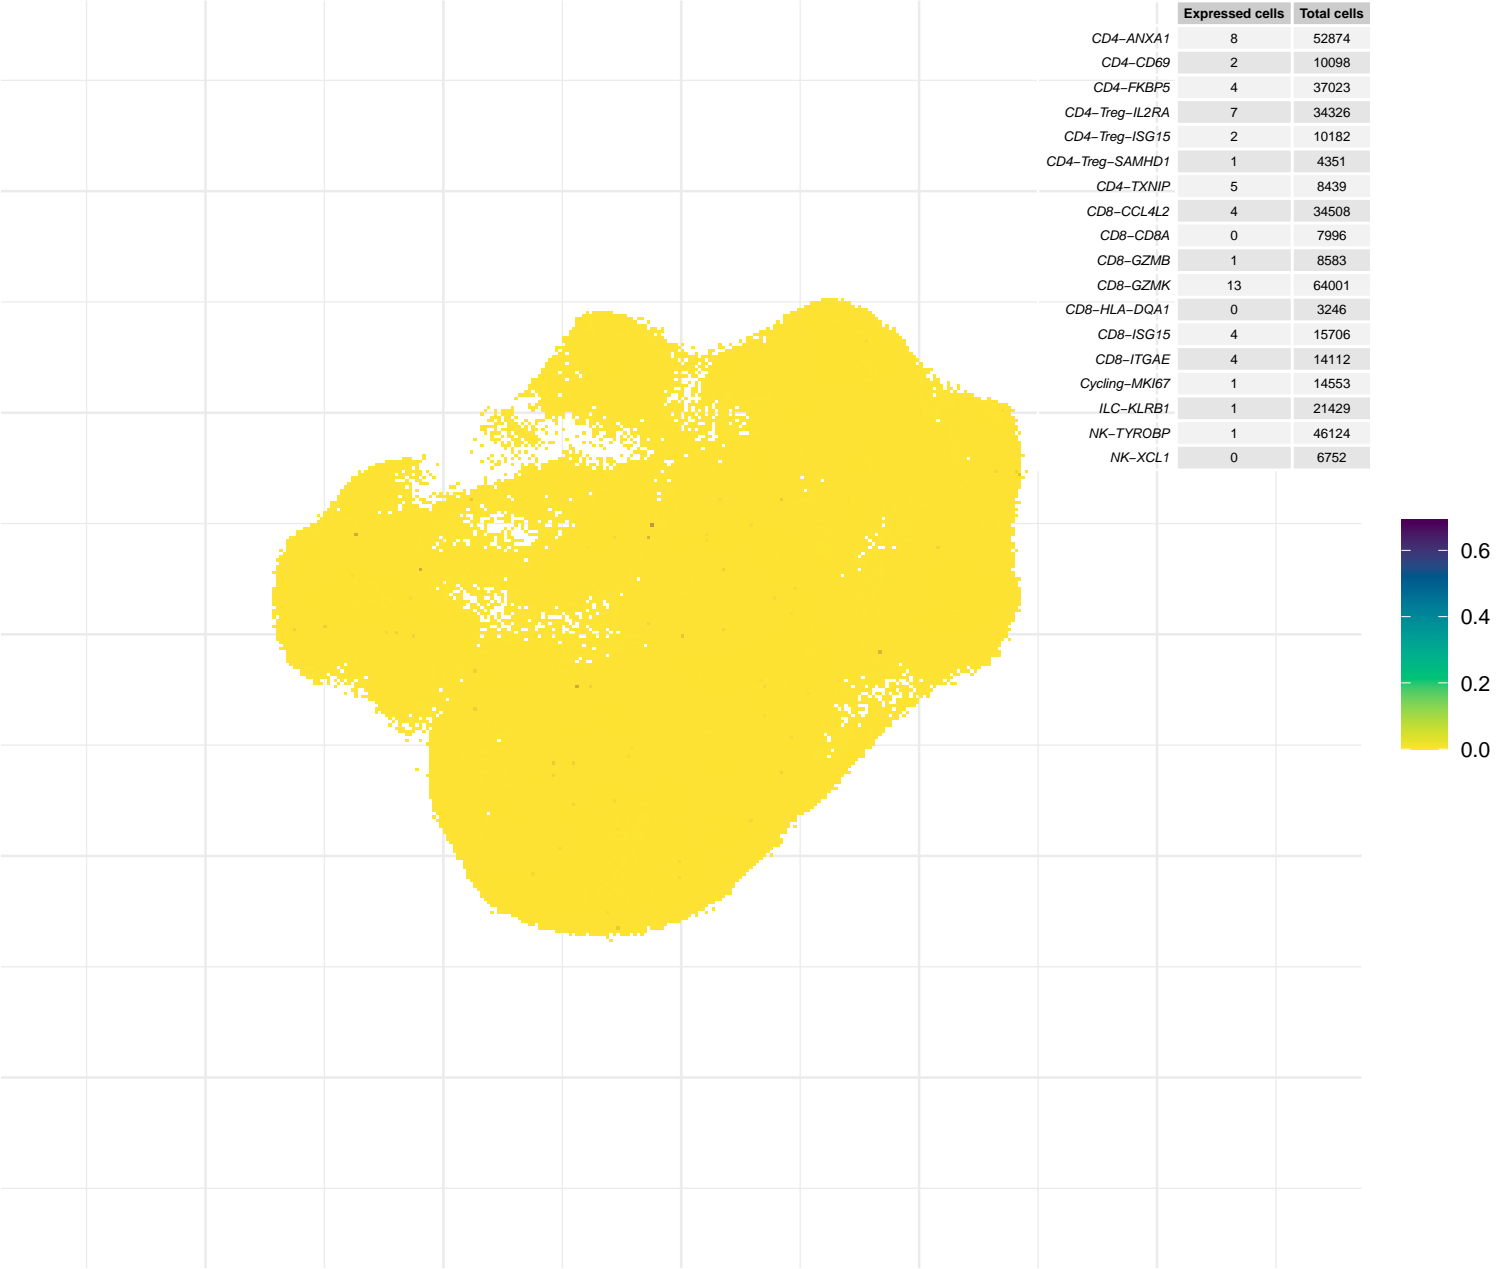 Expressed cells Total cells
CD4−ANXA1 8 52874
CD4−CD69 2 10098
CD4−FKBP5 4 37023
CD4−Treg−IL2RA 7 34326
CD4−Treg−ISG15 2 10182
CD4−Treg−SAMHD1 1 4351
CD4−TXNIP 5 8439
CD8−CCL4L2 4 34508
CD8−CD8A 0 7996
CD8−GZMB 1 8583
CD8−GZMK 13 64001
CD8−HLA−DQA1 0 3246
CD8−ISG15 4 15706
CD8−ITGAE 4 14112
Cycling−MKI67 1 14553
ILC−KLRB1 1 21429
NK−TYROBP 1 46124
NK−XCL1 0 6752
0.6
0.4
0.2
0.0